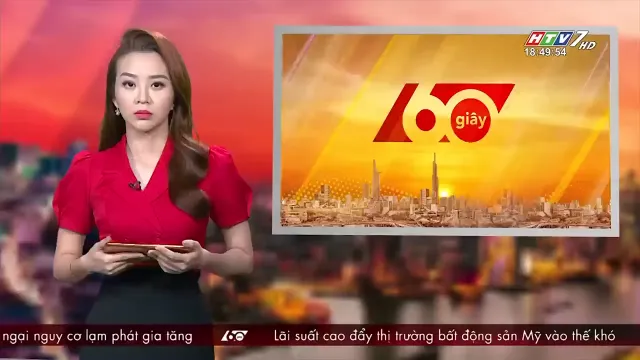 HTV7 HD
18:49:54
60 giây
ngại nguy cơ lạm phát gia tăng 60 Lãi suất cao đẩy thị trường bất động sản Mỹ vào thế khó